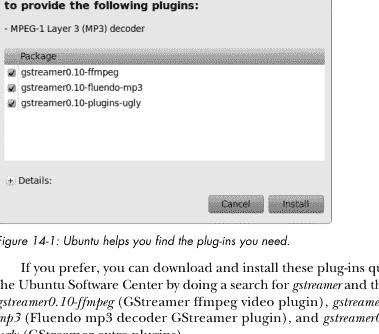 to provide the following plugins:
- MPEG-1 Layer 3 (MP3) decoder
Package
gstreamer0.10-ffmpeg
gstreamer0.10-fluendo-mp3
gstreamer0.10-plugins-ugly
Details:
Cancel Install
Figure 14-1: Ubuntu helps you find the plug-ins you need.
If you prefer, you can download and install these plug-ins qu
he Ubuntu Software Center by doing a search for gstreamer and th
gstreamer0.10-ffmpeg (GStreamer ffmpeg video plugin), gstreame
mp3 (Fluendo mp3 decoder GStreamer plugin), and gstreamer0